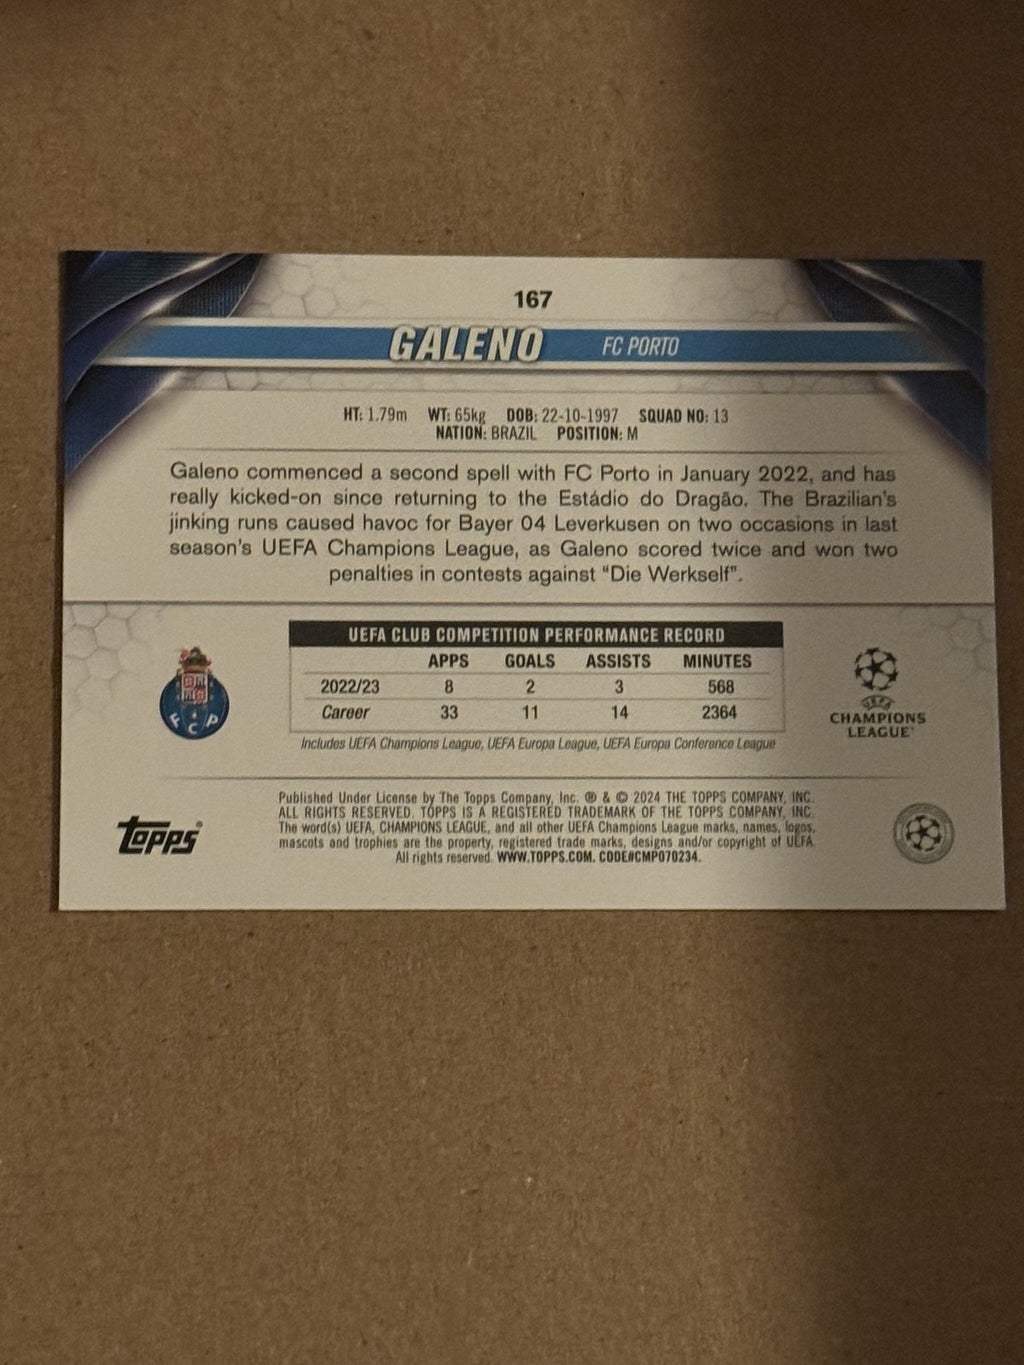 167
GALENO FC PORTO
HT: 1.79m WT: 65kg DOB: 22-10-1997 SQUAD NO: 13
NATION: BRAZIL POSITION: M
Galeno commenced a second spell with FC Porto in January 2022, and has
really kicked-on since returning to the Estádio do Dragão. The Brazilian's
jinking runs caused havoc for Bayer 04 Leverkusen on two occasions in last
season's UEFA Champions League, as Galeno scored twice and won two
penalties in contests against "Die Werkself".
UEFA CLUB COMPETITION PERFORMANCE RECORD
APPS GOALS ASSISTS MINUTES
2022/23 8 2 3 568
Career 33 11 14 2364
Includes UEFA Champions League, UEFA Europa League, UEFA Europa Conference League
FCP
UEFA
CHAMPIONS
LEAGUE
Topps®
Published Under License by The Topps Company, Inc. ® & © 2024 THE TOPPS COMPANY, INC.
ALL RIGHTS RESERVED. TOPPS IS A REGISTERED TRADEMARK OF THE TOPPS COMPANY, INC.
The word(s) UEFA, CHAMPIONS LEAGUE, and all other UEFA Champions League marks, names, logos,
mascots and trophies are the property, registered trade marks, designs and/or copyright of UEFA.
All rights reserved. WWW.TOPPS.COM. CODE#CMP070234.